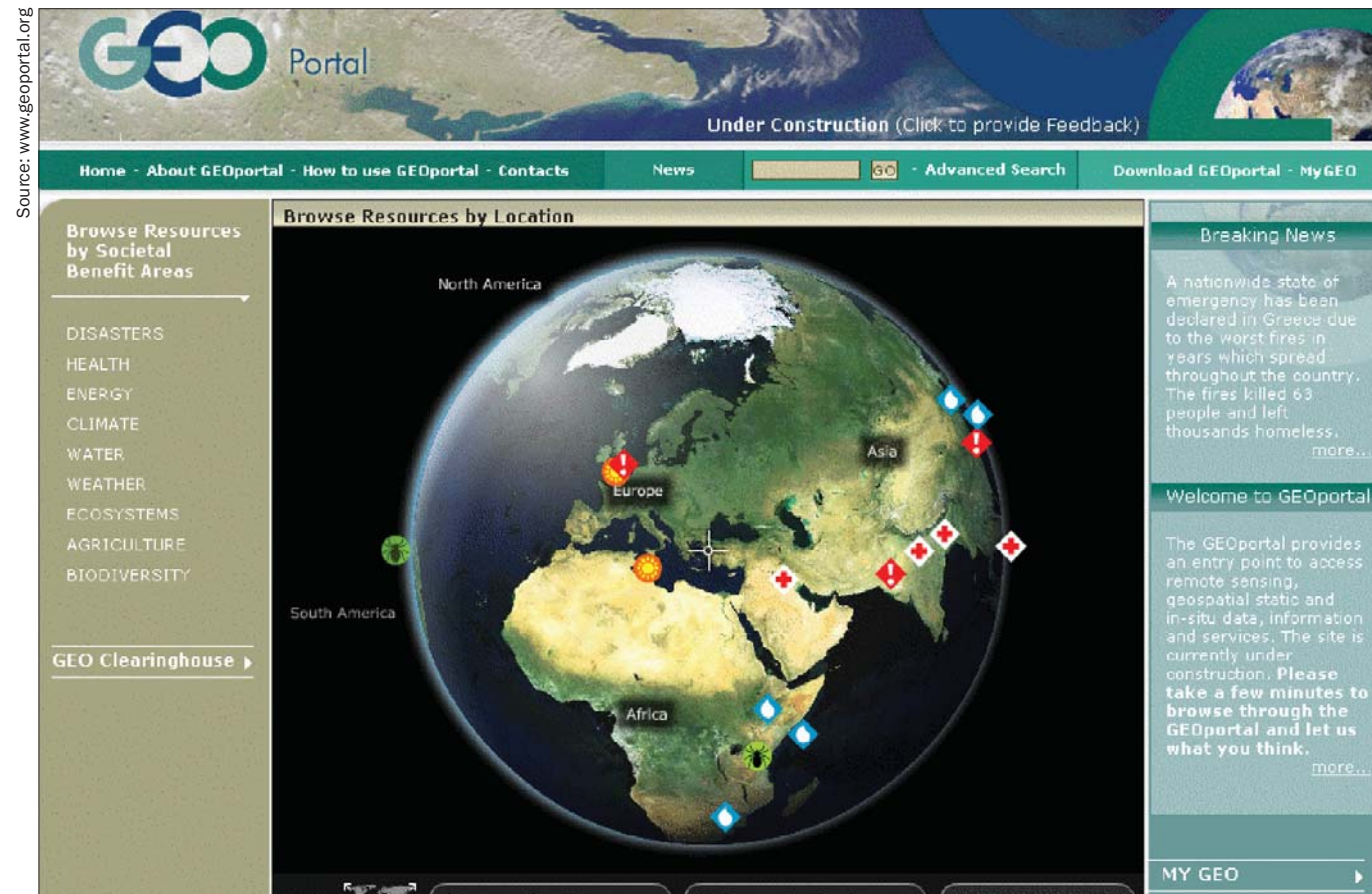 Source: www.geoportal.org
GEO Portal
Under Construction (Click to provide Feedback)
Home - About GEOportal - How to use GEOportal - Contacts
News
GO - Advanced Search
Download GEOportal - MyGEO
Browse Resources
by Societal
Benefit Areas
DISASTERS
HEALTH
ENERGY
CLIMATE
WATER
WEATHER
ECOSYSTEMS
AGRICULTURE
BIODIVERSITY
GEO Clearinghouse
Browse Resources by Location
North America
Asia
Europe
South America
Africa
Breaking News
A nationwide state of
emergency has been
declared in Greece due
to the worst fires in
years which spread
throughout the country.
The fires killed 63
people and left
thousands homeless.
more...
Welcome to GEOportal
The GEOportal provides
an entry point to access
remote sensing,
geospatial static and
in-situ data, information
and services. The site is
currently under
construction. Please
take a few minutes to
browse through the
GEOportal and let us
what you think.
more...
MY GEO